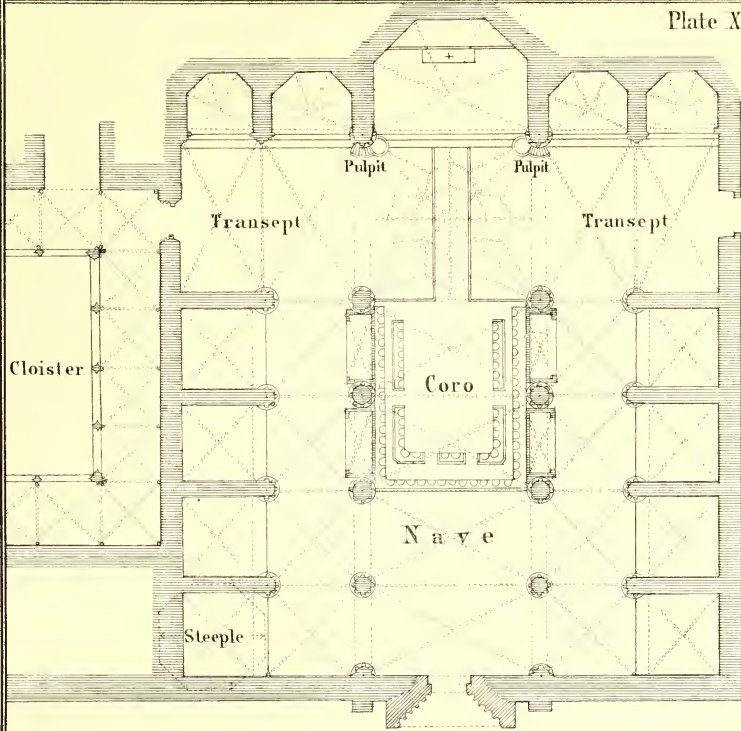 Plate X
Pulpit
Pulpit
Transept
Transept
Cloister
Coro
Nave
Steeple